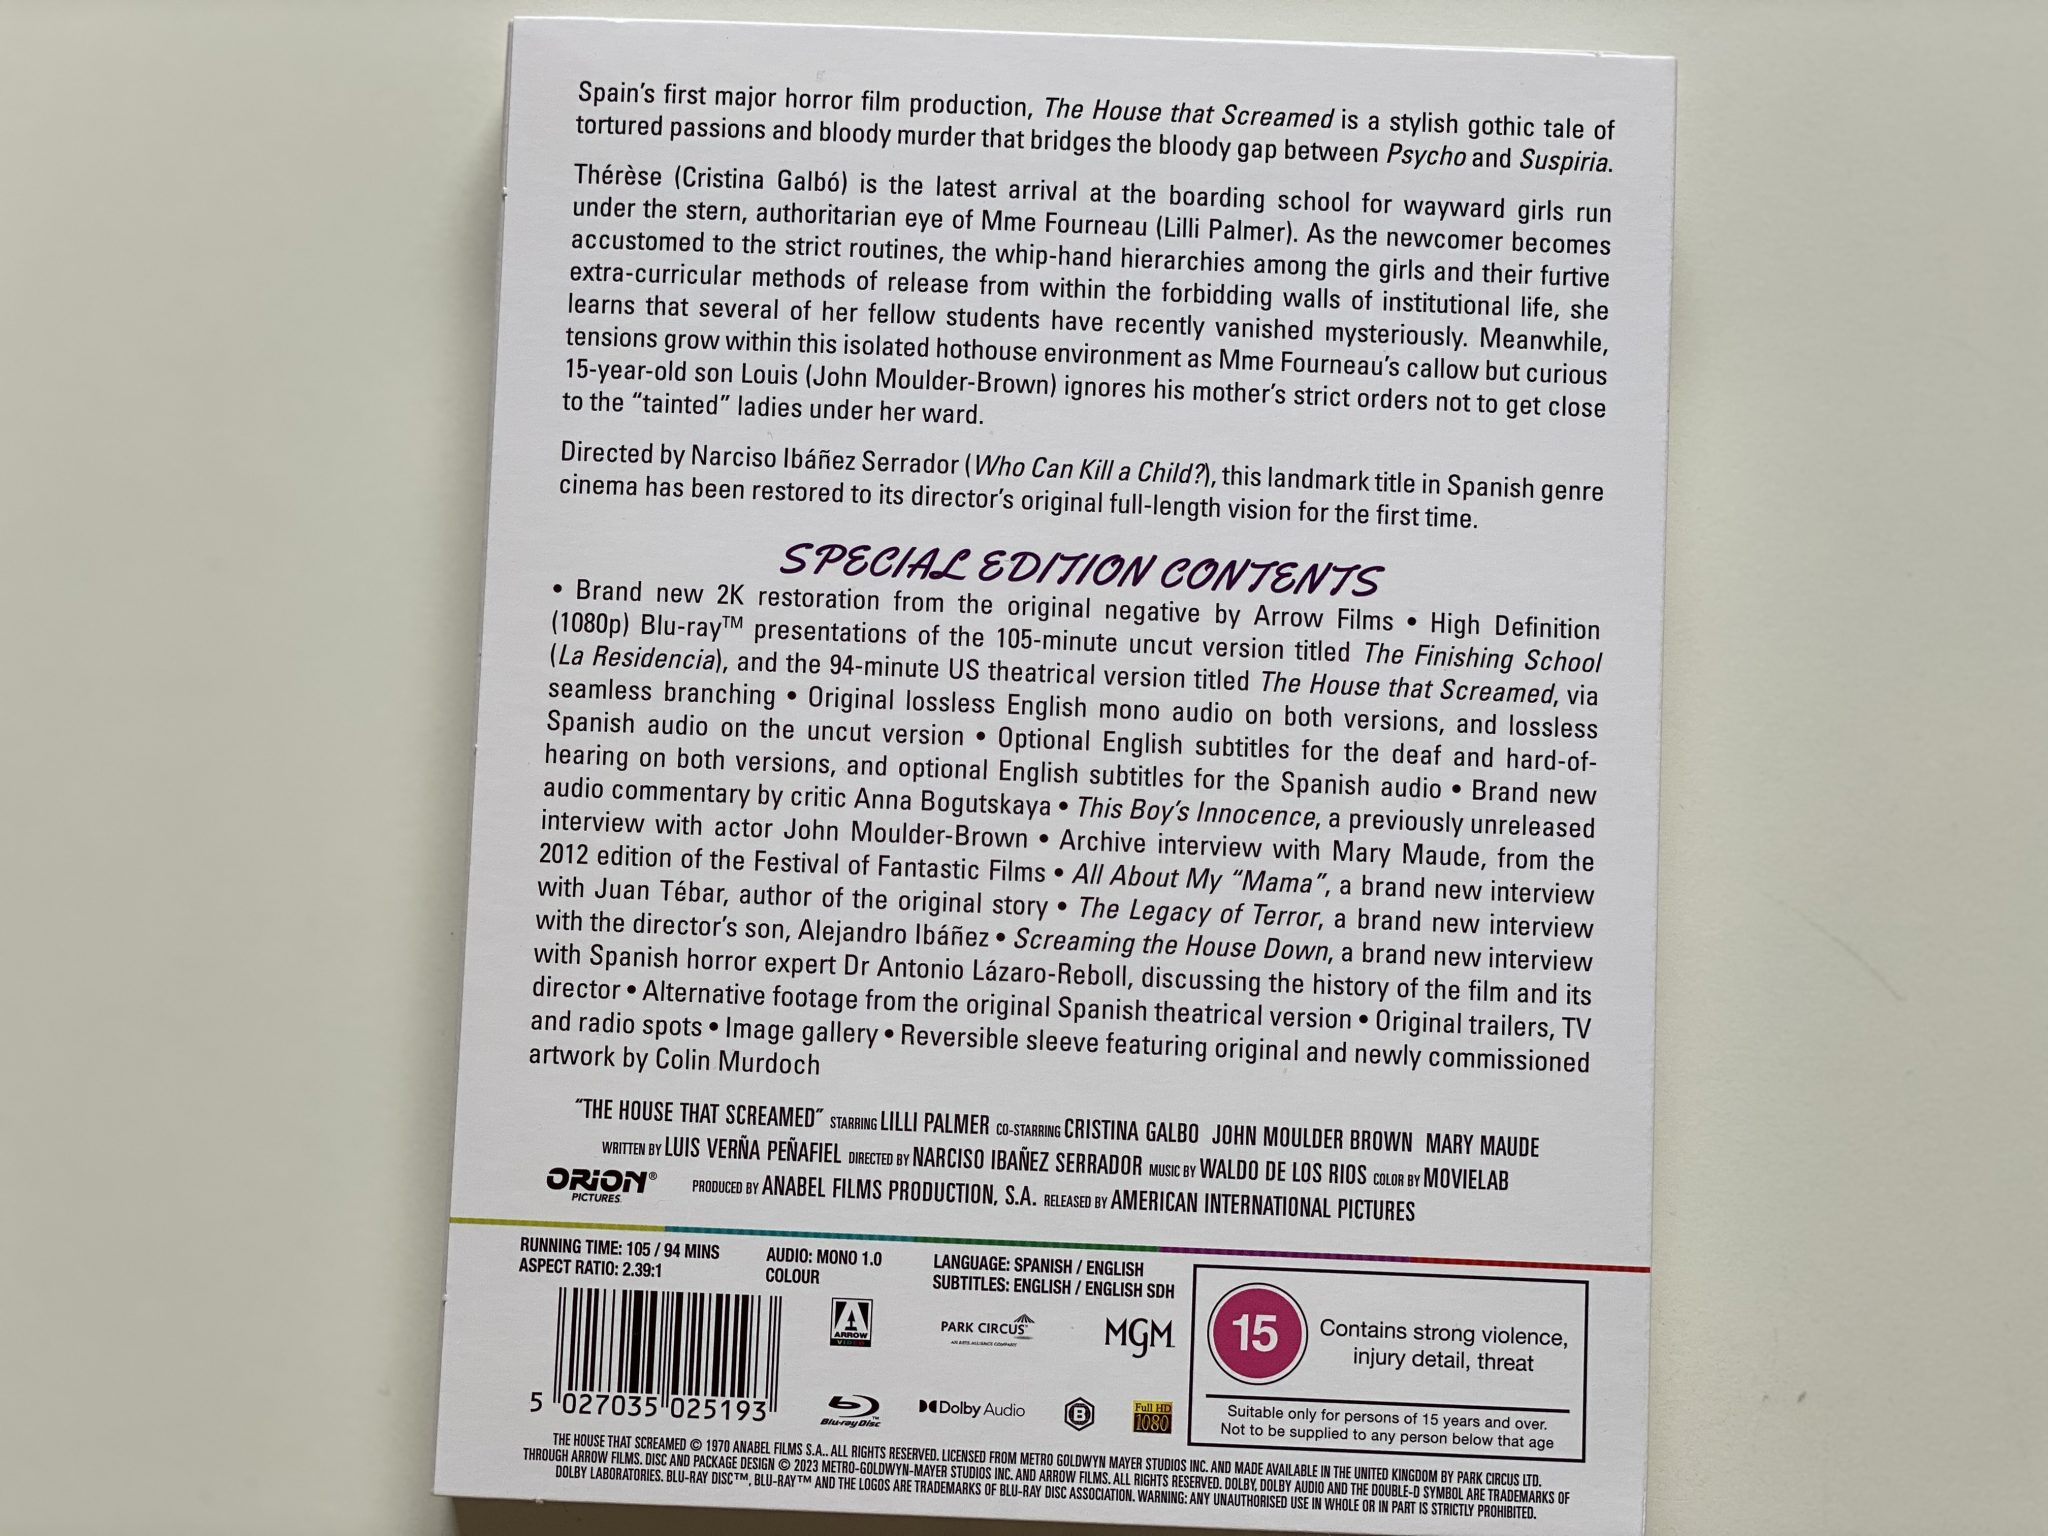 Spain's first major horror film production, The House that Screamed is a stylish gothic tale of
tortured passions and bloody murder that bridges the bloody gap between Psycho and Suspiria.
Thérèse (Cristina Galbó) is the latest arrival at the boarding school for wayward girls run
under the stern, authoritarian eye of Mme Fourneau (Lilli Palmer). As the newcomer becomes
accustomed to the strict routines, the whip-hand hierarchies among the girls and their furtive
extra-curricular methods of release from within the forbidding walls of institutional life, she
learns that several of her fellow students have recently vanished mysteriously. Meanwhile,
tensions grow within this isolated hothouse environment as Mme Fourneau's callow but curious
15-year-old son Louis (John Moulder-Brown) ignores his mother's strict orders not to get close
to the “tainted” ladies under her ward.
Directed by Narciso Ibáñez Serrador (Who Can Kill a Child?), this landmark title in Spanish genre
cinema has been restored to its director's original full-length vision for the first time.
SPECIAL EDITION CONTENTS
• Brand new 2K restoration from the original negative by Arrow Films • High Definition
(1080p) Blu-ray™ presentations of the 105-minute uncut version titled The Finishing School
(La Residencia), and the 94-minute US theatrical version titled The House that Screamed, via
seamless branching • Original lossless English mono audio on both versions, and lossless
Spanish audio on the uncut version • Optional English subtitles for the deaf and hard-of-
hearing on both versions, and optional English subtitles for the Spanish audio • Brand new
audio commentary by critic Anna Bogutskaya • This Boy's Innocence, a previously unreleased
interview with actor John Moulder-Brown • Archive interview with Mary Maude, from the
2012 edition of the Festival of Fantastic Films • All About My “Mama”, a brand new interview
with Juan Tébar, author of the original story • The Legacy of Terror, a brand new interview
with the director's son, Alejandro Ibáñez • Screaming the House Down, a brand new interview
with Spanish horror expert Dr Antonio Lázaro-Reboll, discussing the history of the film and its
director • Alternative footage from the original Spanish theatrical version • Original trailers, TV
and radio spots • Image gallery • Reversible sleeve featuring original and newly commissioned
artwork by Colin Murdoch
“THE HOUSE THAT SCREAMED” STARRING LILLI PALMER CO-STARRING CRISTINA GALBO JOHN MOULDER BROWN MARY MAUDE
WRITTEN BY LUIS VERÑA PEÑAFIEL DIRECTED BY NARCISO IBAÑEZ SERRADOR MUSIC BY WALDO DE LOS RIOS COLOR BY MOVIELAB
PRODUCED BY ANABEL FILMS PRODUCTION, S.A. RELEASED BY AMERICAN INTERNATIONAL PICTURES
ORION®
PICTURES
RUNNING TIME: 105 / 94 MINS
ASPECT RATIO: 2.39:1
AUDIO: MONO 1.0
COLOUR
LANGUAGE: SPANISH / ENGLISH
SUBTITLES: ENGLISH / ENGLISH SDH
A
ARROW
VIDEO
PARK CIRCUS
AN ARTS ALLIANCE COMPANY
MGM
15
Contains strong violence,
injury detail, threat
Suitable only for persons of 15 years and over.
Not to be supplied to any person below that age
5 027035 025193
Blu-ray Disc™
Dolby Audio
B
Full HD
1080
THE HOUSE THAT SCREAMED © 1970 ANABEL FILMS S.A.. ALL RIGHTS RESERVED. LICENSED FROM METRO GOLDWYN MAYER STUDIOS INC. AND MADE AVAILABLE IN THE UNITED KINGDOM BY PARK CIRCUS LTD.
THROUGH ARROW FILMS. DISC AND PACKAGE DESIGN © 2023 METRO-GOLDWYN-MAYER STUDIOS INC. AND ARROW FILMS. ALL RIGHTS RESERVED. DOLBY, DOLBY AUDIO AND THE DOUBLE-D SYMBOL ARE TRADEMARKS OF
DOLBY LABORATORIES. BLU-RAY DISC™, BLU-RAY™ AND THE LOGOS ARE TRADEMARKS OF BLU-RAY DISC ASSOCIATION. WARNING: ANY UNAUTHORISED USE IN WHOLE OR IN PART IS STRICTLY PROHIBITED.